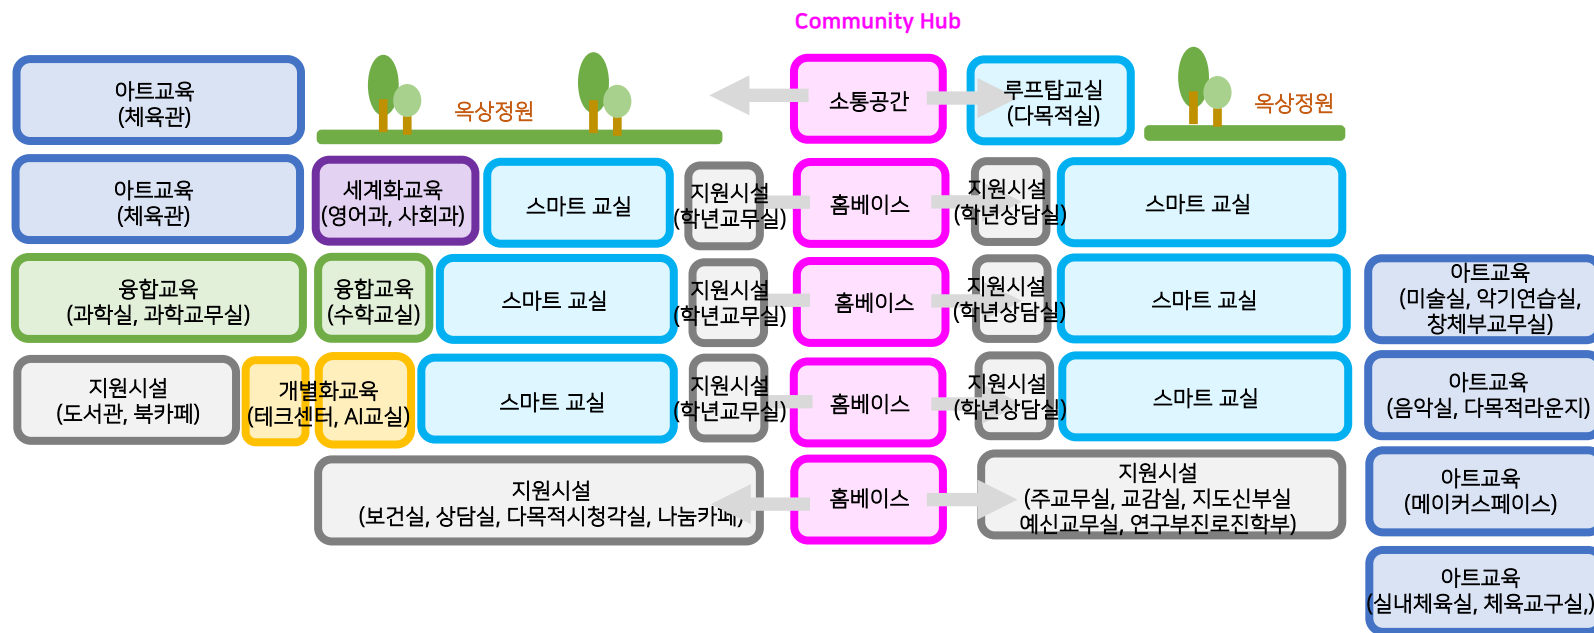 Community Hub
아트교육
(체육관)
옥상정원
소통공간
루프탑교실
(다목적실)
옥상정원
아트교육
(체육관)
세계화교육
(영어과, 사회과)
스마트 교실
지원시설
(학년교무실)
홈베이스
지원시설
(학년상담실)
스마트 교실
융합교육
(과학실, 과학교무실)
융합교육
(수학교실)
스마트 교실
지원시설
(학년교무실)
홈베이스
지원시설
(학년상담실)
스마트 교실
아트교육
(미술실, 악기연습실,
창체부교무실)
지원시설
(도서관, 북카페)
개별화교육
(테크센터, AI교실)
스마트 교실
지원시설
(학년교무실)
홈베이스
지원시설
(학년상담실)
스마트 교실
아트교육
(음악실, 다목적라운지)
지원시설
(보건실, 상담실, 다목적시청각실, 나눔카페)
홈베이스
지원시설
(주교무실, 교감실, 지도신부실
예신교무실, 연구부진로진학부)
아트교육
(메이커스페이스)
아트교육
(실내체육실, 체육교구실,)